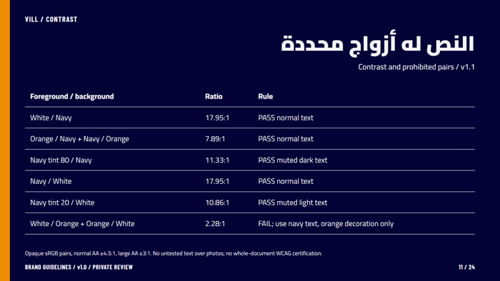 VILL / CONTRAST
النص له أزواج محددة
Contrast and prohibited pairs / v1.1
Foreground / background Ratio Rule
White / Navy 17.95:1 PASS normal text
Orange / Navy + Navy / Orange 7.89:1 PASS normal text
Navy tint 80 / Navy 11.33:1 PASS muted dark text
Navy / White 17.95:1 PASS normal text
Navy tint 20 / White 10.86:1 PASS muted light text
White / Orange + Orange / White 2.28:1 FAIL; use navy text, orange decoration only
Opaque sRGB pairs, normal AA ≥4.5:1, large AA ≥3:1. No untested text over photos; no whole-document WCAG certification.
BRAND GUIDELINES / v1.0 / PRIVATE REVIEW 11 / 24